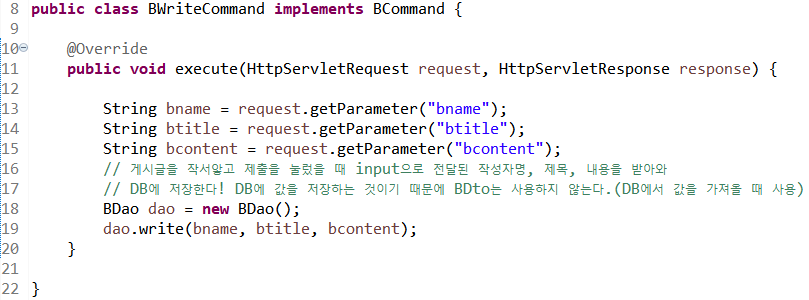 8 public class BWriteCommand implements BCommand {
9
10 @Override
11 public void execute(HttpServletRequest request, HttpServletResponse response) {
12
13 String bname = request.getParameter("bname");
14 String btitle = request.getParameter("btitle");
15 String bcontent = request.getParameter("bcontent");
16 // 게시글을 작서앟고 제출을 눌렀을 때 input으로 전달된 작성자명, 제목, 내용을 받아와
17 // DB에 저장한다! DB에 값을 저장하는 것이기 때문에 BDto는 사용하지 않는다.(DB에서 값을 가져올 때 사용)
18 BDao dao = new BDao();
19 dao.write(bname, btitle, bcontent);
20 }
21
22 }